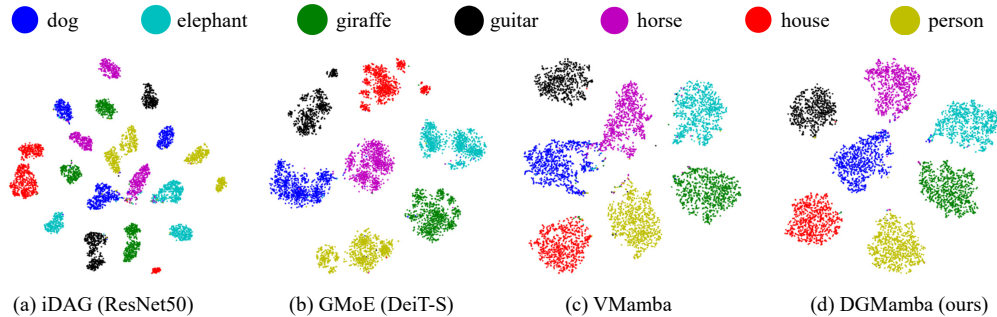 dog elephant giraffe guitar horse house person
(a) iDAG (ResNet50) (b) GMoE (DeiT-S) (c) VMamba (d) DGMamba (ours)